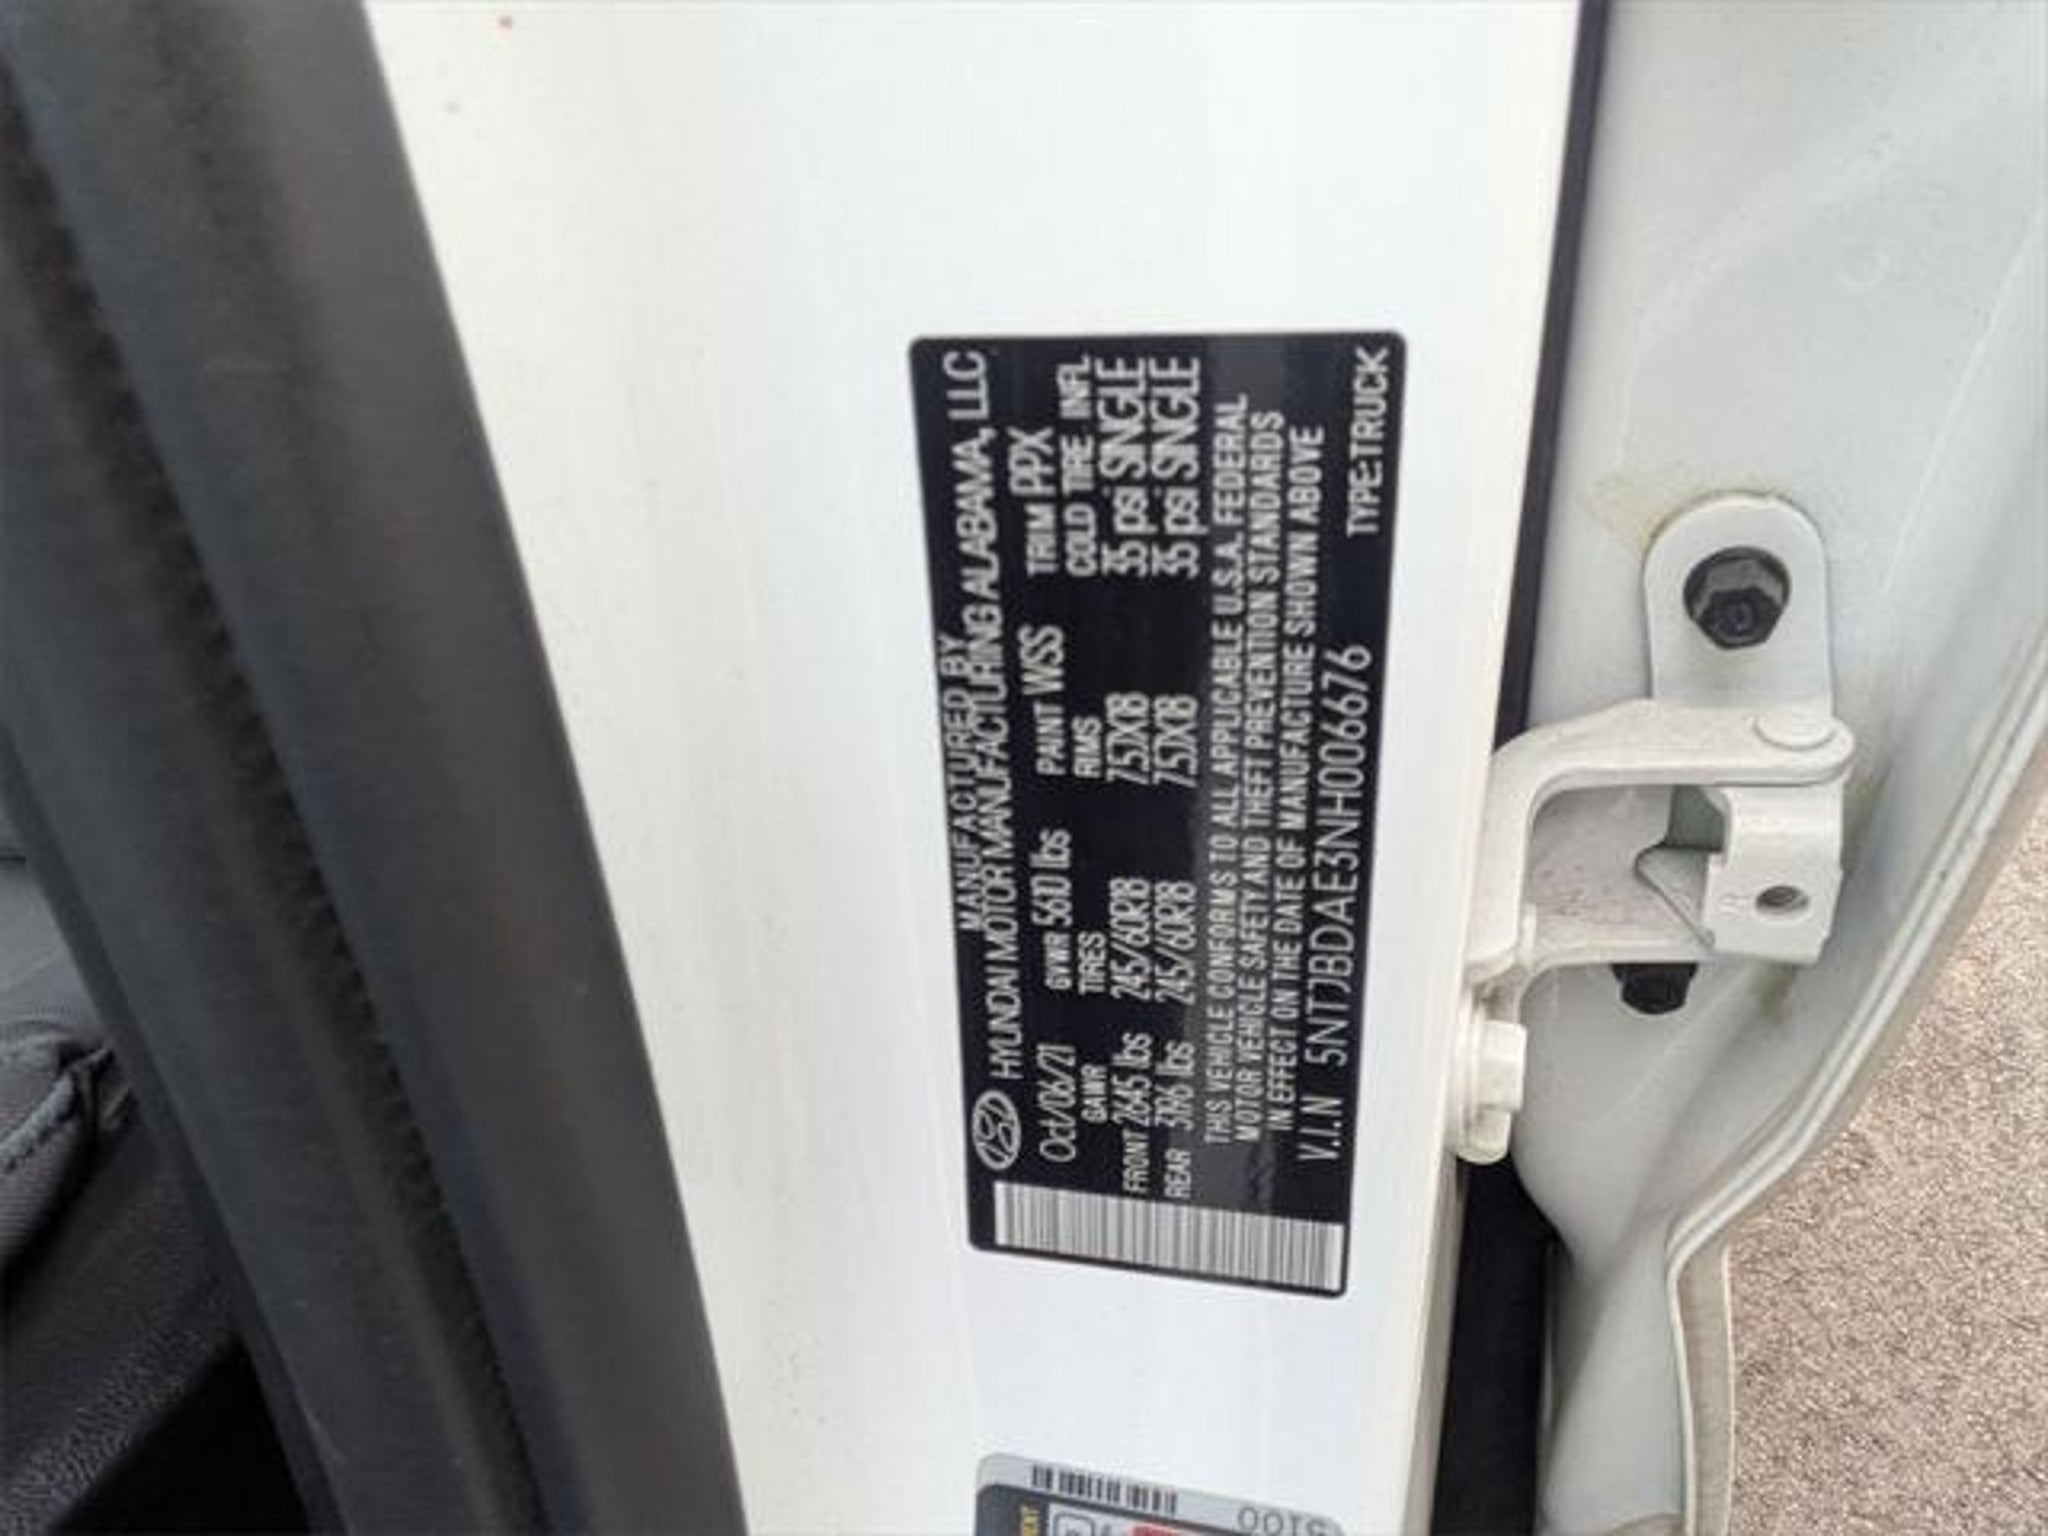 MANUFACTURED BY
HYUNDAI MOTOR MANUFACTURING ALABAMA, LLC
Oct/06/21 GVWR 5610 lbs PAINT WSS TRIM PPX
GAWR TIRES RIMS COLD TIRE INFL
FRONT 2645 lbs 245/60R18 7.5JX18 35 psi SINGLE
REAR lbs 245/60R18 7.5JX18 35 psi SINGLE
THIS VEHICLE CONFORMS TO ALL APPLICABLE U.S.A. FEDERAL
MOTOR VEHICLE SAFETY AND THEFT PREVENTION STANDARDS
IN EFFECT ON THE DATE OF MANUFACTURE SHOWN ABOVE
V.I.N 5NTJBDAE3NH006676 TYPE:TRUCK
5100